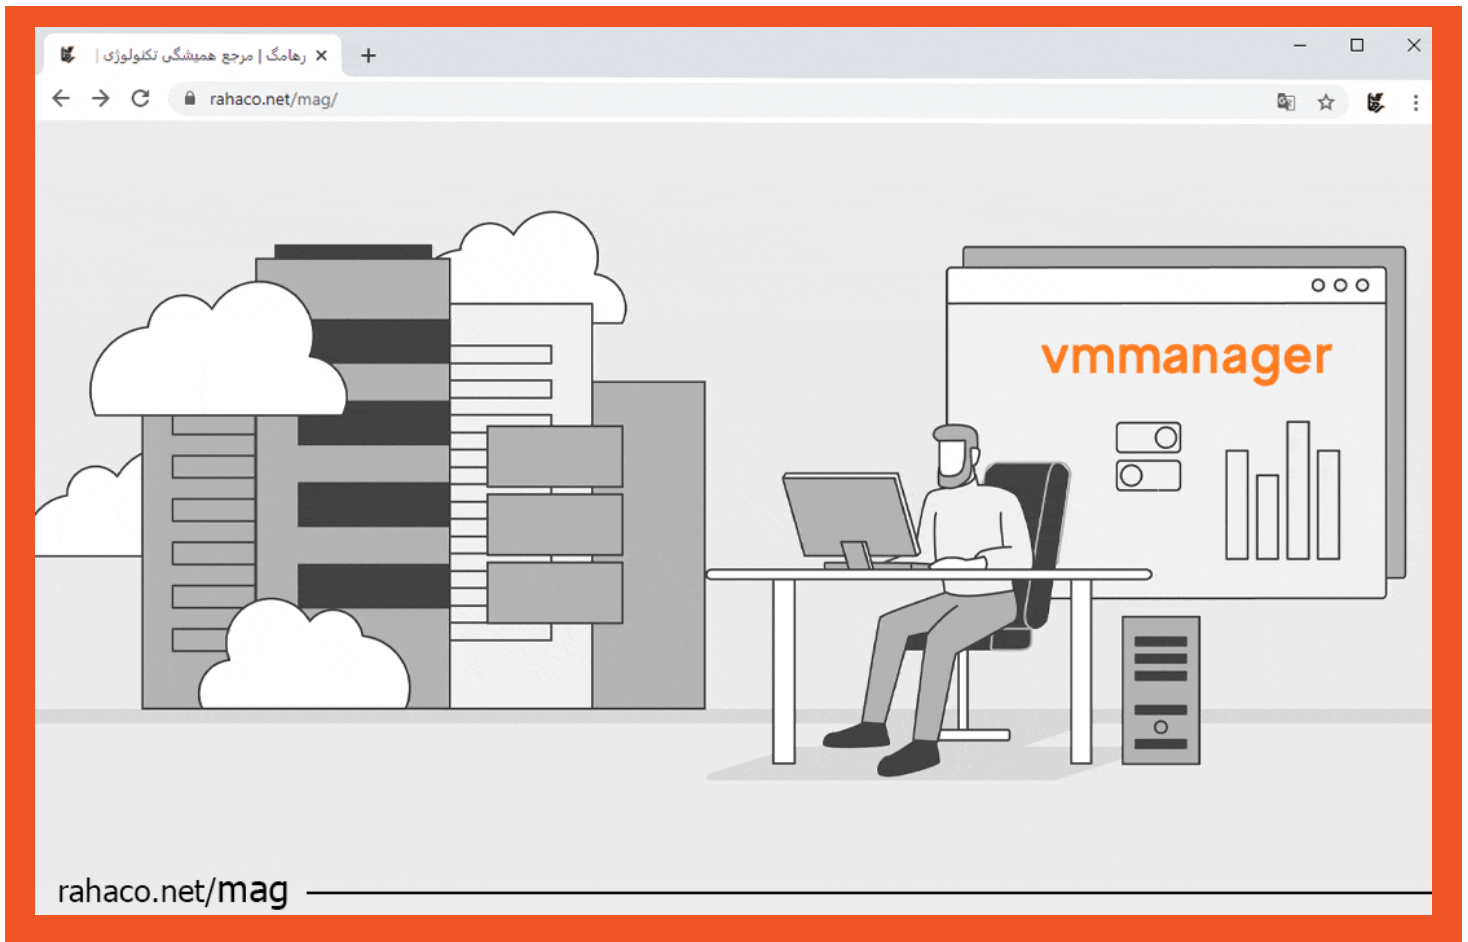 رهامگ | مرجع همیشگی تکنولوژی |
rahaco.net/mag/
vmmanager
rahaco.net/mag